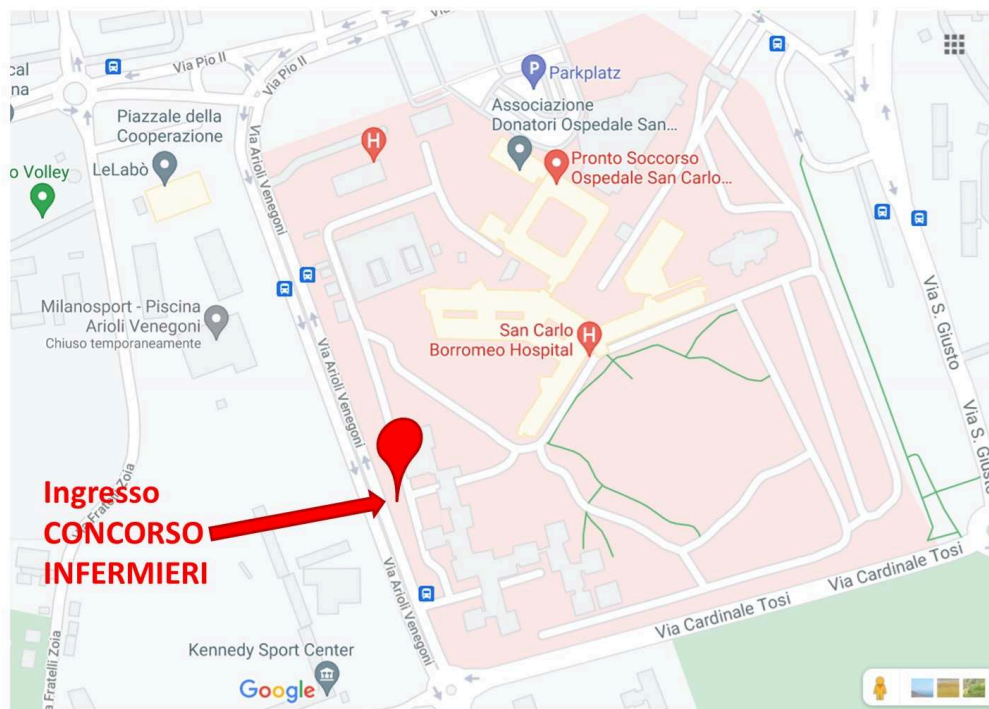 cal
na
Via Pio II
Via Pio II
Via
P
Parkplatz
Piazzale della
Cooperazione
Associazione
Donatori Ospedale San...
H
Pronto Soccorso
Ospedale San Carlo...
o Volley
LeLabò
Via Arioli Venegoni
Milanosport - Piscina
Arioli Venegoni
Chiuso temporaneamente
Via S. Giusto
San Carlo
Borromeo Hospital
H
Via Arioli Venegoni
Via S. Giusto
Ingresso
CONCORSO
INFERMIERI
Via Fratelli Zoia
Via Arioli Venegoni
Via Cardinale Tosi
Via Cardinale Tosi
Kennedy Sport Center
Google
a Fratelli Zoia